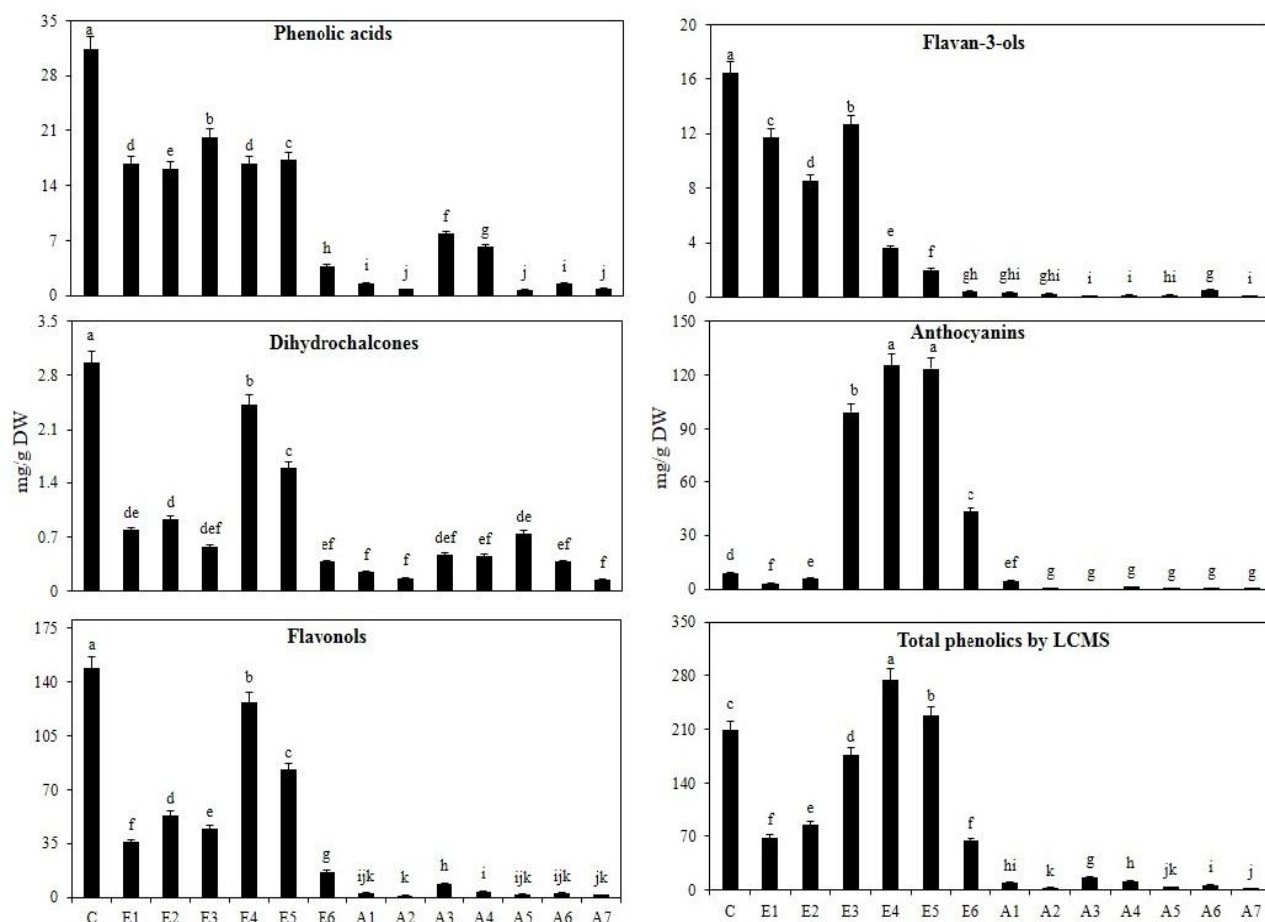 Phenolic acids
35
28
21
14
7
0
a d e b d c h i j f g j i j
Flavan-3-ols
20
16
12
8
4
0
a c d b e f gh ghi ghi i i hi g i
Dihydrochalcones
mg/g DW
3.5
2.8
2.1
1.4
0.7
0
a de d def b c ef f f def ef de ef f
Anthocyanins
mg/g DW
150
120
90
60
30
0
d f e b a a c ef g g g g g g
Flavonols
175
140
105
70
35
0
a f d e b c g ijk k h i ijk ijk jk
C E1 E2 E3 E4 E5 E6 A1 A2 A3 A4 A5 A6 A7
Total phenolics by LCMS
350
280
210
140
70
0
c f e d a b f hi k g h jk i j
C E1 E2 E3 E4 E5 E6 A1 A2 A3 A4 A5 A6 A7